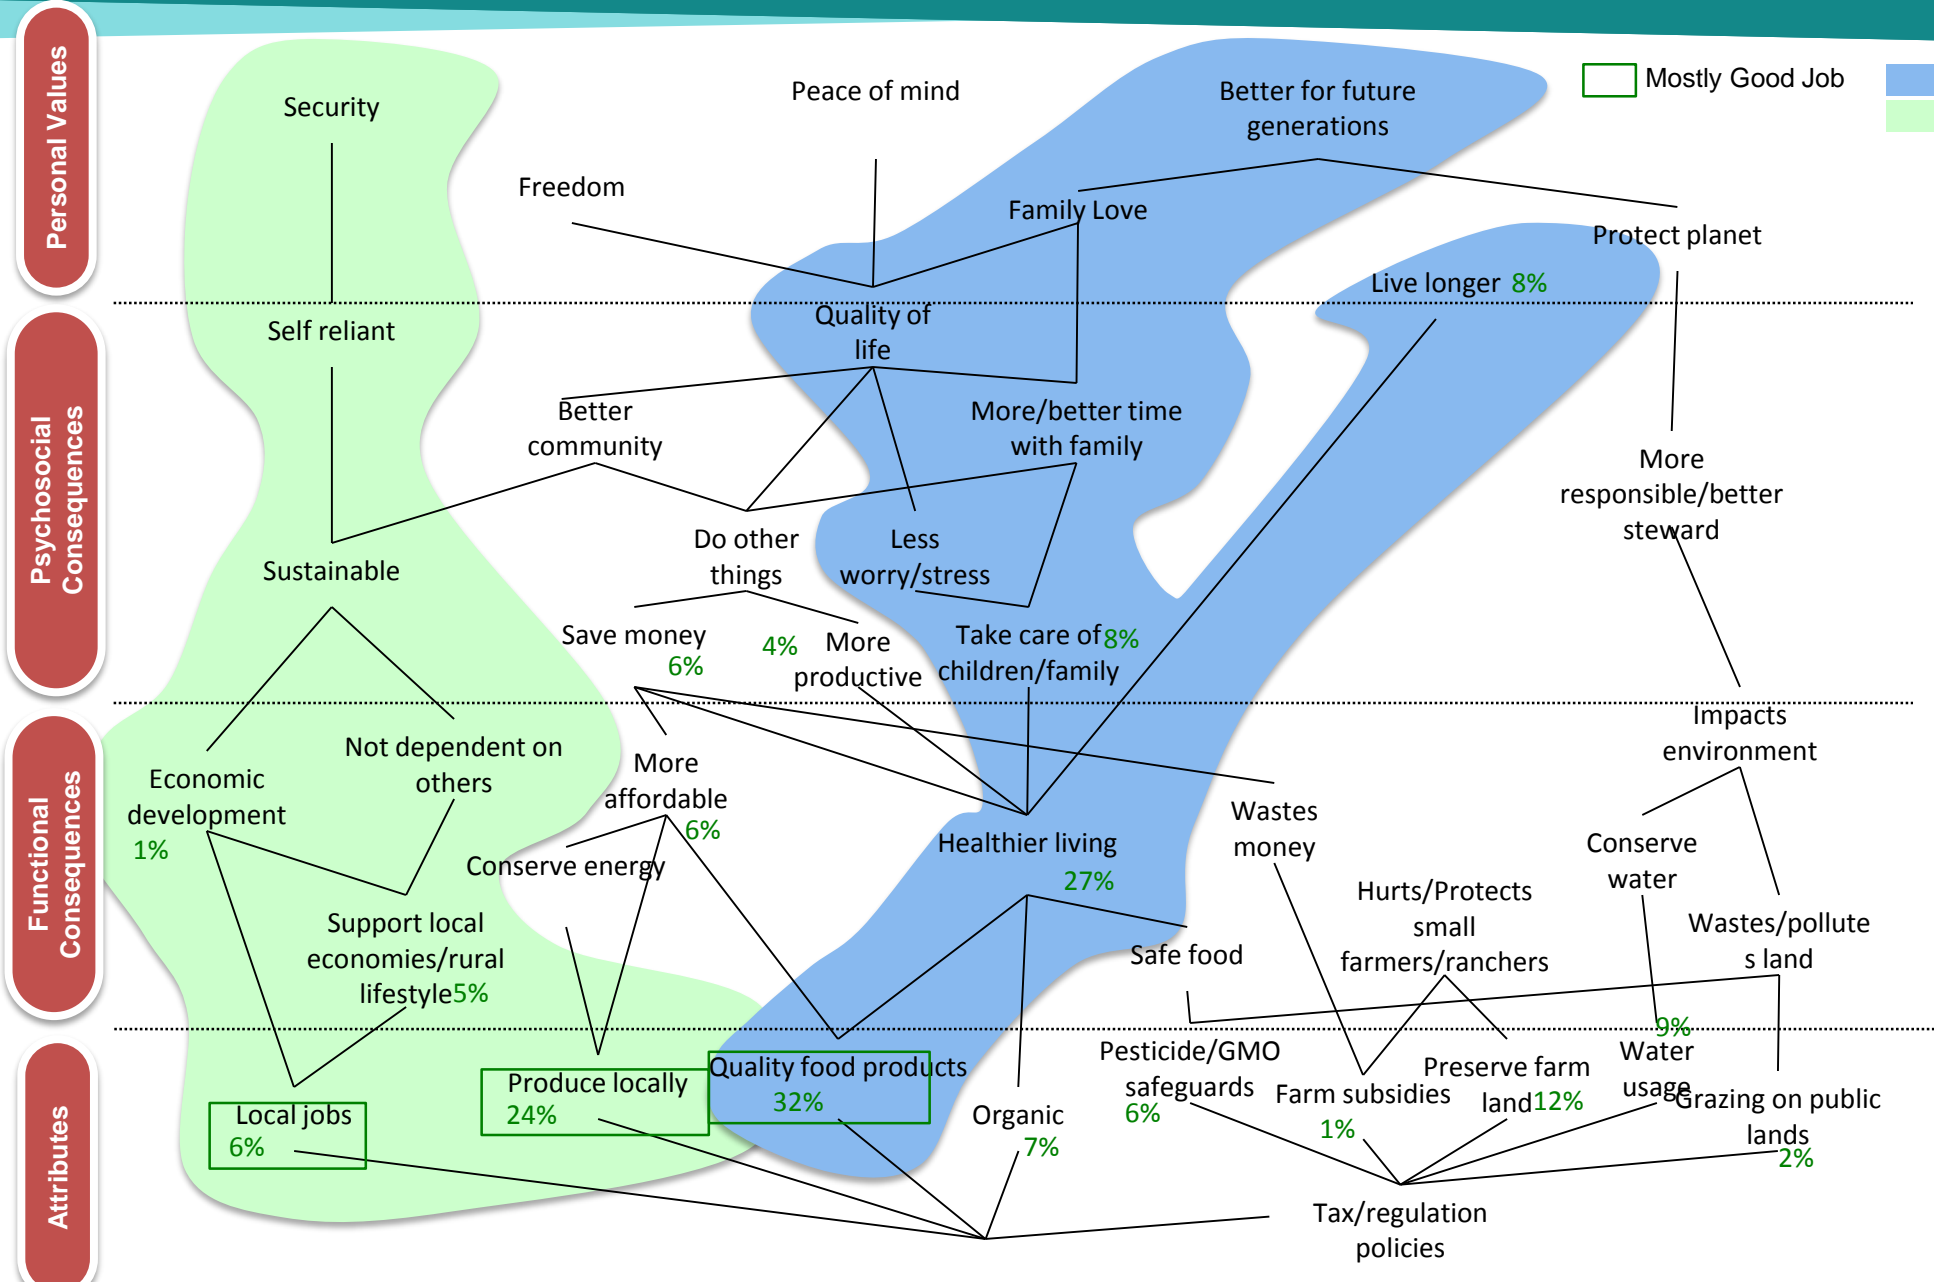 Personal Values
Security
Peace of mind
Better for future
generations
Mostly Good Job
Freedom
Family Love
Protect planet
Live longer 8%
Psychosocial
Consequences
Self reliant
Quality of
life
Better
community
More/better time
with family
More
responsible/better
steward
Sustainable
Do other
things
Less
worry/stress
Save money
6%
4%
More
productive
Take care of 8%
children/family
Functional
Consequences
Impacts
environment
Economic
development
1%
Not dependent on
others
More
affordable
6%
Conserve energy
Healthier living
27%
Wastes
money
Conserve
water
Hurts/Protects
small
farmers/ranchers
Wastes/pollute
s land
Support local
economies/rural
lifestyle 5%
Safe food
Attributes
Local jobs
6%
Produce locally
24%
Quality food products
32%
Organic
7%
Pesticide/GMO
safeguards
6%
Farm subsidies
1%
Preserve farm
land 12%
9%
Water
usage
Grazing on public
lands
2%
Tax/regulation
policies